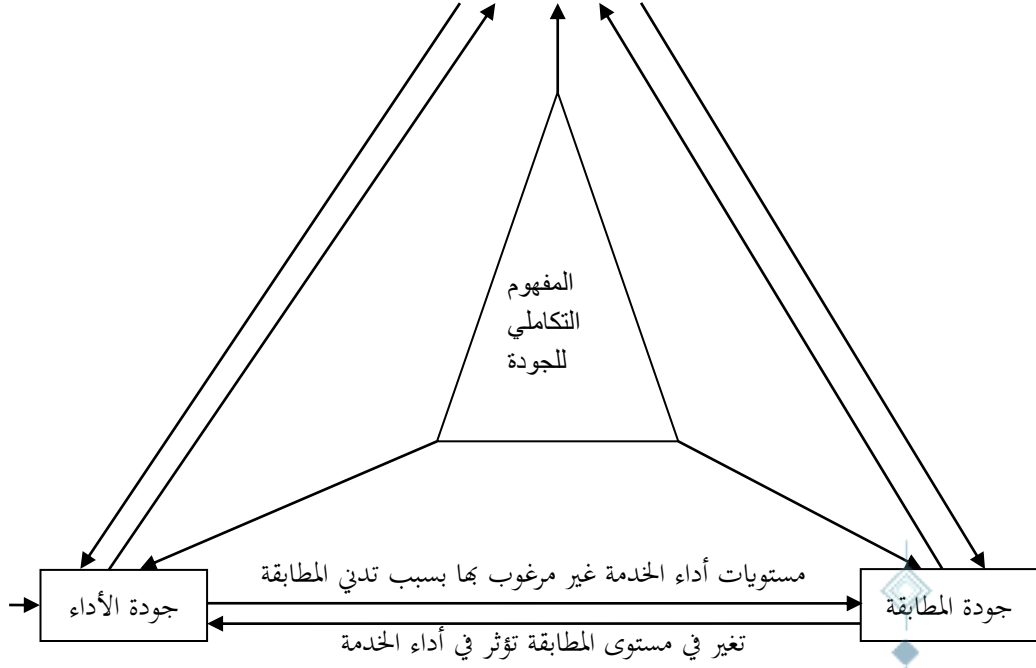 المفهوم
التكاملي
للجودة
مستويات أداء الخدمة غير مرغوب بها بسبب تدني المطابقة
جودة المطابقة
جودة الأداء
تغير في مستوى المطابقة تؤثر في أداء الخدمة